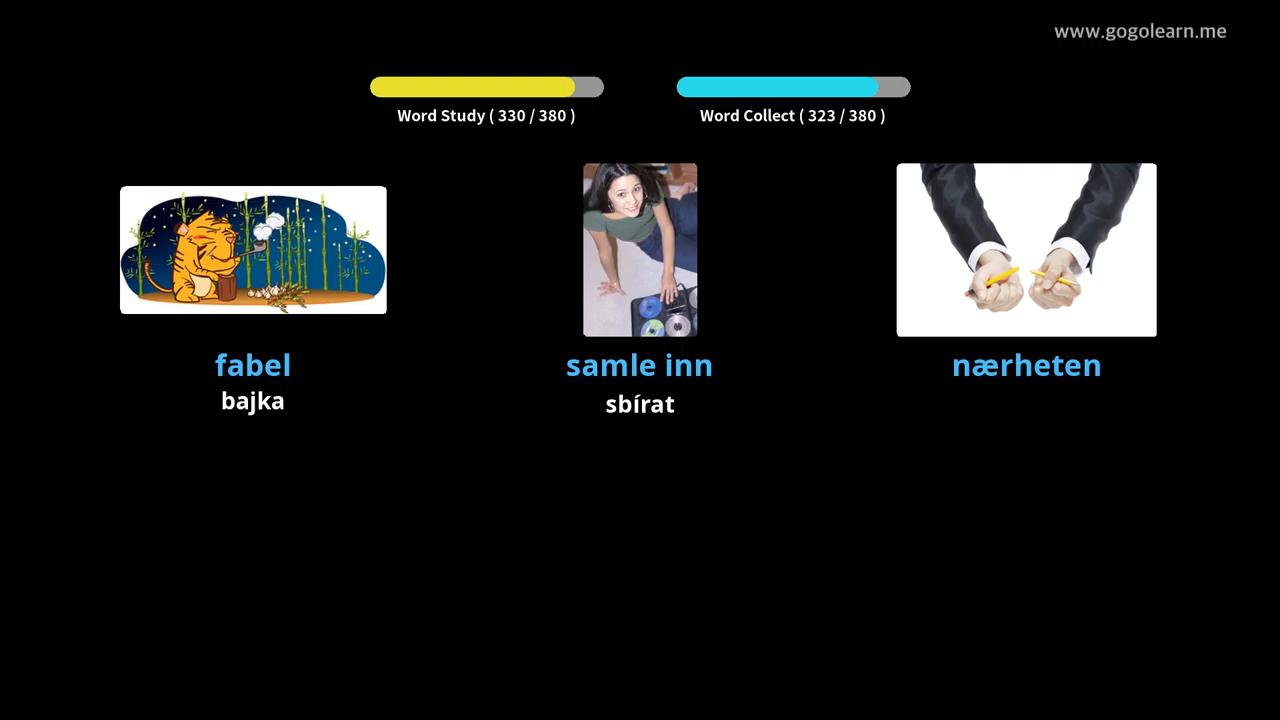 www.gogolearn.me
Word Study ( 330 / 380 )
Word Collect ( 323 / 380 )
fabel
samle inn
nærheten
bajka
sbírat